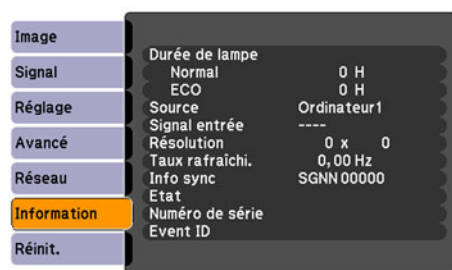 Image
Signal
Réglage
Avancé
Réseau
Information
Réinit.
Durée de lampe
Normal 0 H
ECO 0 H
Source Ordinateur1
Signal entrée ----
Résolution 0 x 0
Taux rafraîchi. 0,00 Hz
Info sync SGNN 00000
Etat
Numéro de série
Event ID